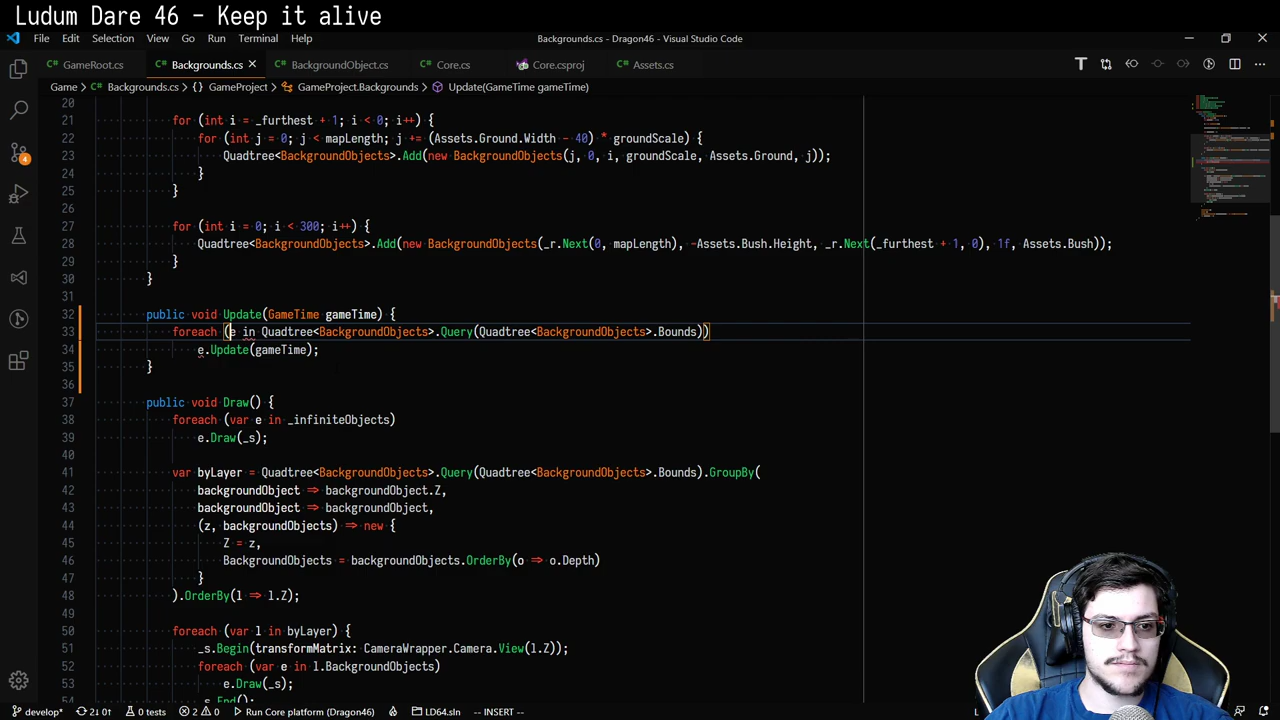 Ludum Dare 46 - Keep it alive
File Edit Selection View Go Run Terminal Help
Backgrounds.cs - Dragon46 - Visual Studio Code
GameRoot.cs Backgrounds.cs BackgroundObject.cs Core.cs Core.csproj Assets.cs
Game > Backgrounds.cs > {} GameProject > GameProject.Backgrounds > Update(GameTime gameTime)
20
21 for (int i = _furthest + 1; i < 0; i++) {
22 for (int j = 0; j < mapLength; j += (Assets.Ground.Width - 40) * groundScale) {
23 Quadtree<BackgroundObjects>.Add(new BackgroundObjects(j, 0, i, groundScale, Assets.Ground, j));
24 }
25 }
26
27 for (int i = 0; i < 300; i++) {
28 Quadtree<BackgroundObjects>.Add(new BackgroundObjects(_r.Next(0, mapLength), -Assets.Bush.Height, _r.Next(_furthest + 1, 0), 1f, Assets.Bush));
29 }
30 }
31
32 public void Update(GameTime gameTime) {
33 foreach (e in Quadtree<BackgroundObjects>.Query(Quadtree<BackgroundObjects>.Bounds))
34 e.Update(gameTime);
35 }
36
37 public void Draw() {
38 foreach (var e in _infiniteObjects)
39 e.Draw(_s);
40
41 var byLayer = Quadtree<BackgroundObjects>.Query(Quadtree<BackgroundObjects>.Bounds).GroupBy(
42 backgroundObject => backgroundObject.Z,
43 backgroundObject => backgroundObject,
44 (z, backgroundObjects) => new {
45 Z = z,
46 BackgroundObjects = backgroundObjects.OrderBy(o => o.Depth)
47 }
48 ).OrderBy(l => l.Z);
49
50 foreach (var l in byLayer) {
51 _s.Begin(transformMatrix: CameraWrapper.Camera.View(l.Z));
52 foreach (var e in l.BackgroundObjects)
53 e.Draw(_s);
54 _s.End();
4
develop* 2↓ 0↑ 0 tests 2 0 Run Core platform (Dragon46) LD64.sln -- INSERT --